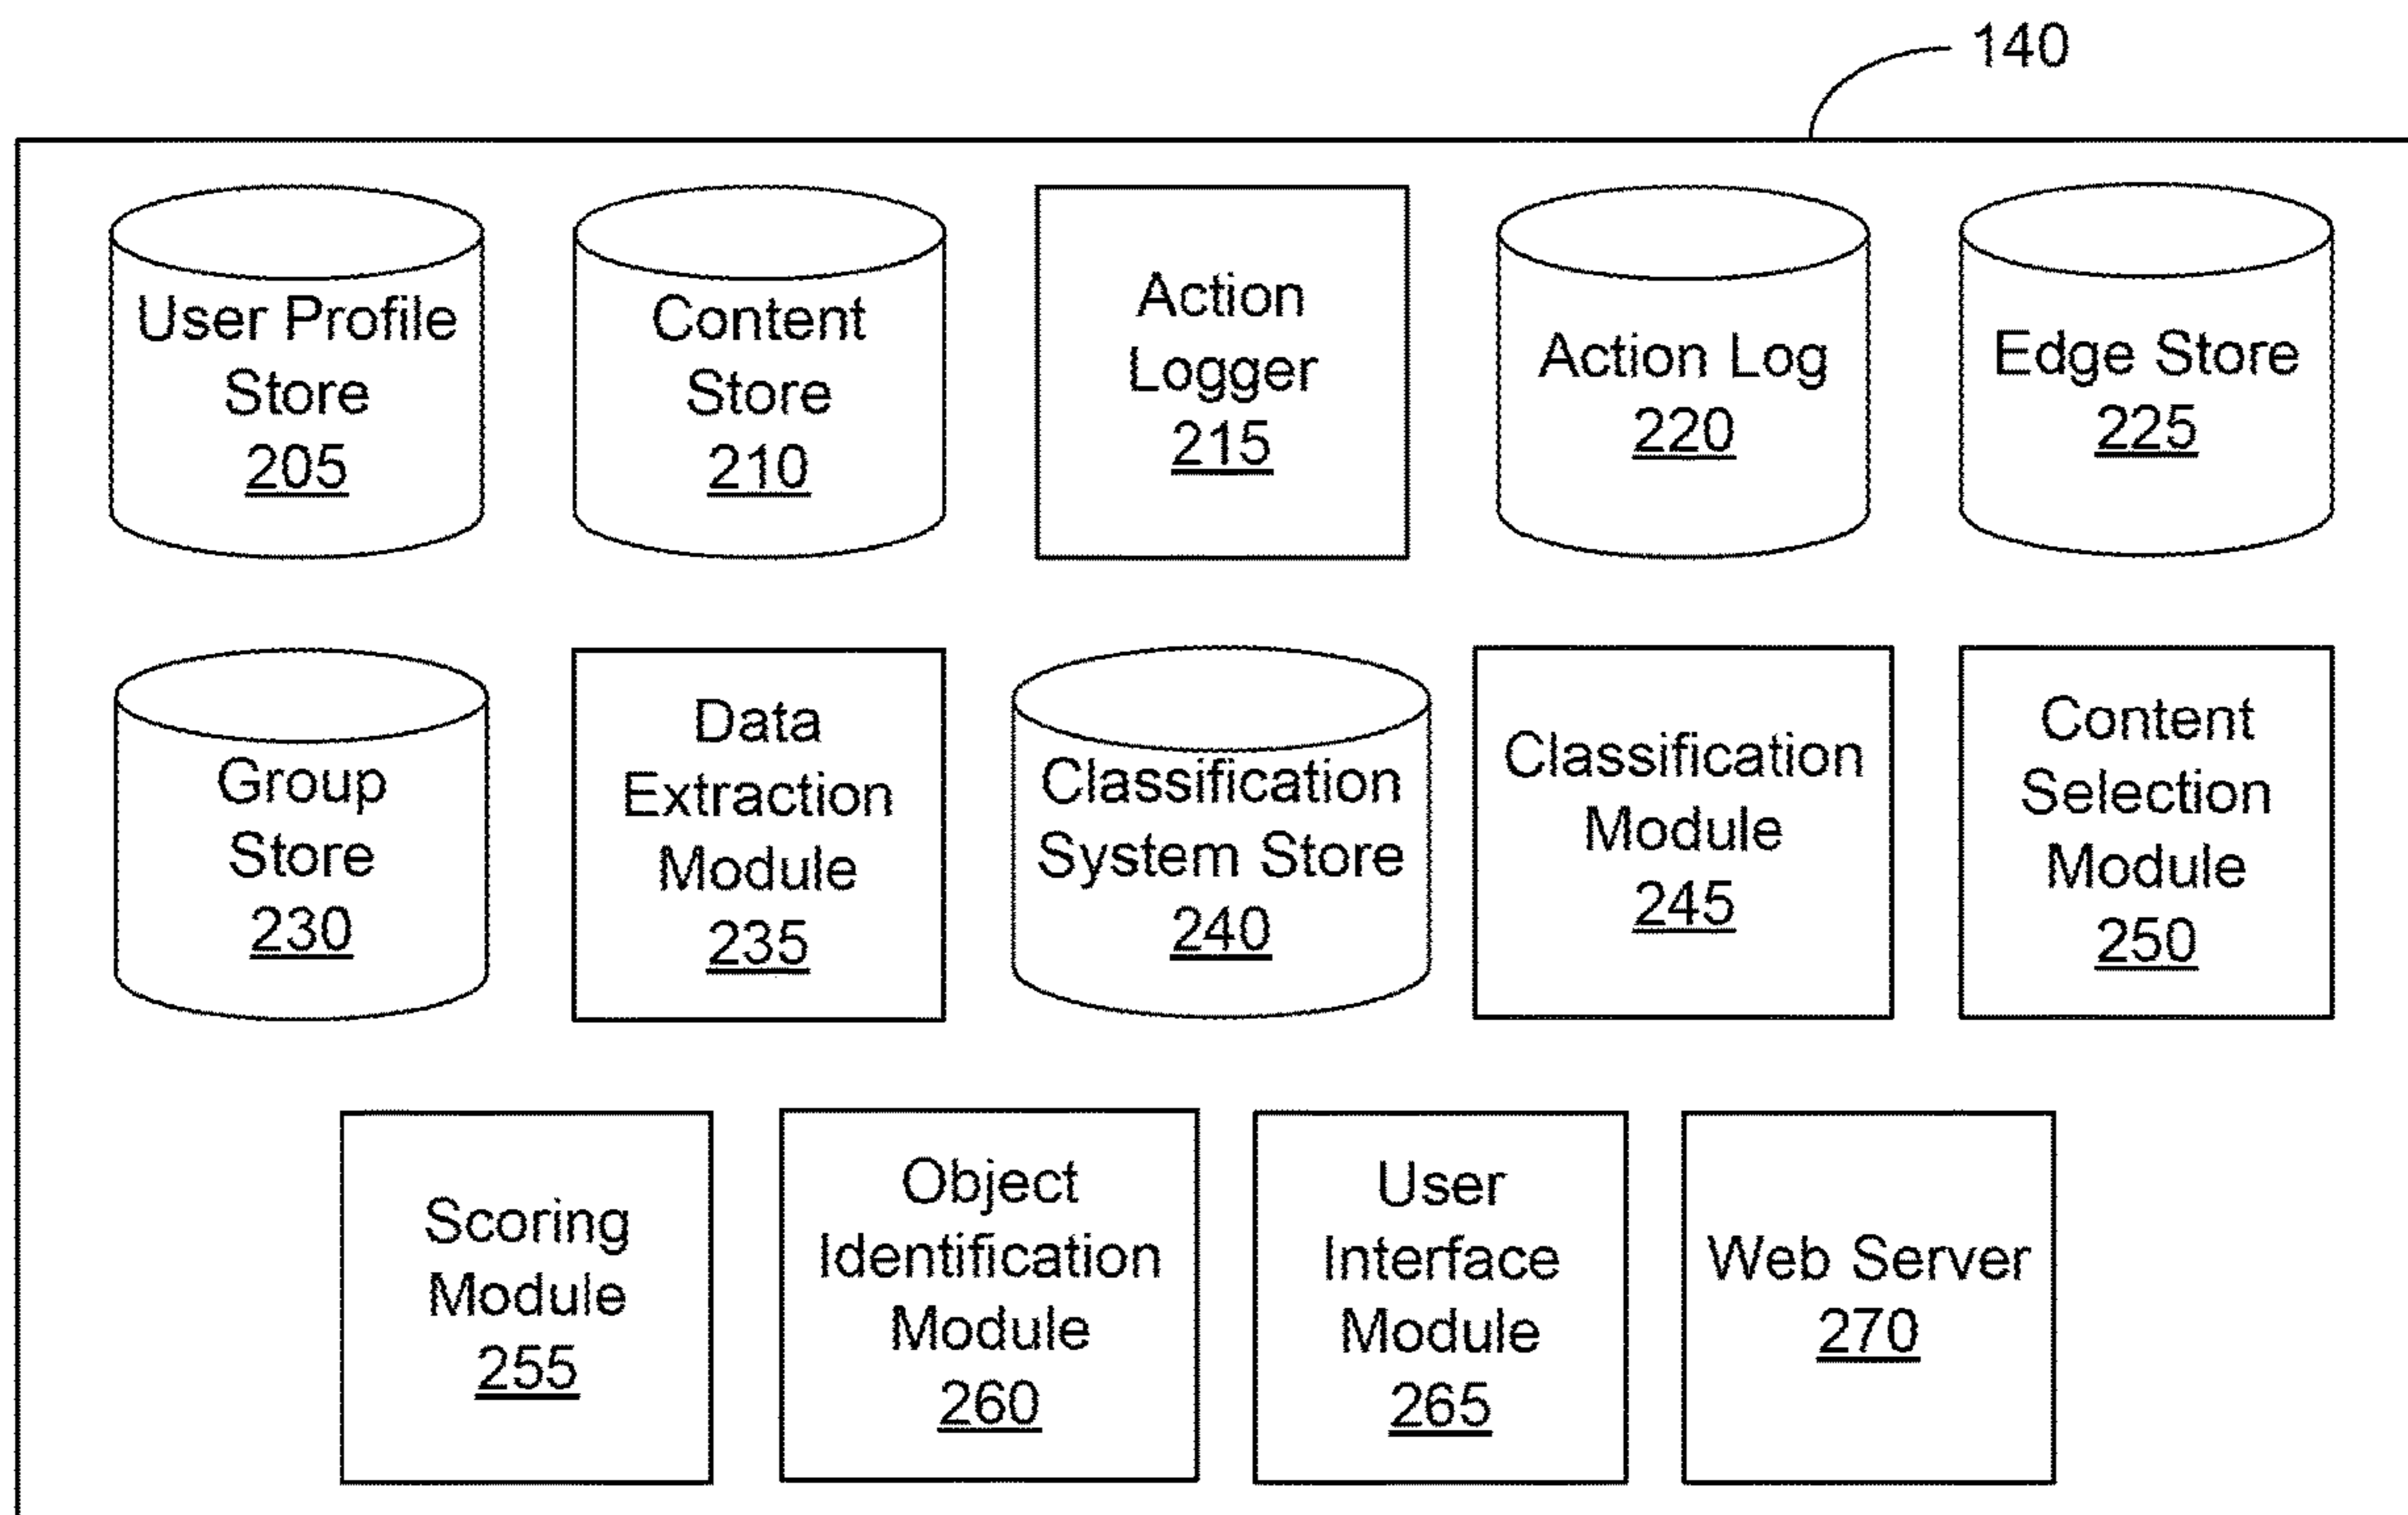 140
User Profile
Store
205
Content
Store
210
Action
Logger
215
Action Log
220
Edge Store
225
Group
Store
230
Data
Extraction
Module
235
Classification
System Store
240
Classification
Module
245
Content
Selection
Module
250
Scoring
Module
255
Object
Identification
Module
260
User
Interface
Module
265
Web Server
270